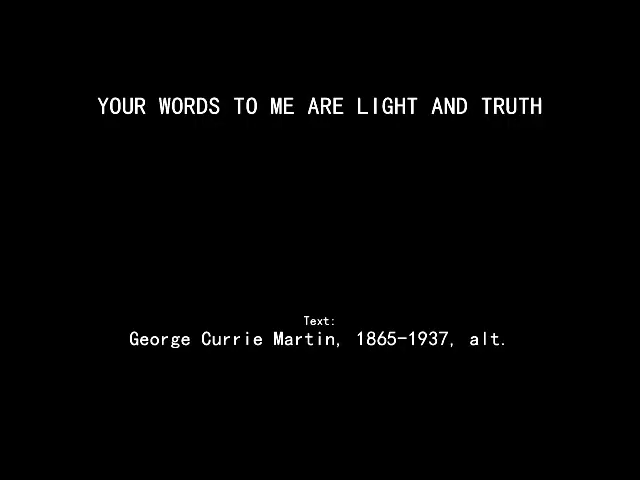 YOUR WORDS TO ME ARE LIGHT AND TRUTH
Text:
George Currie Martin, 1865-1937, alt.